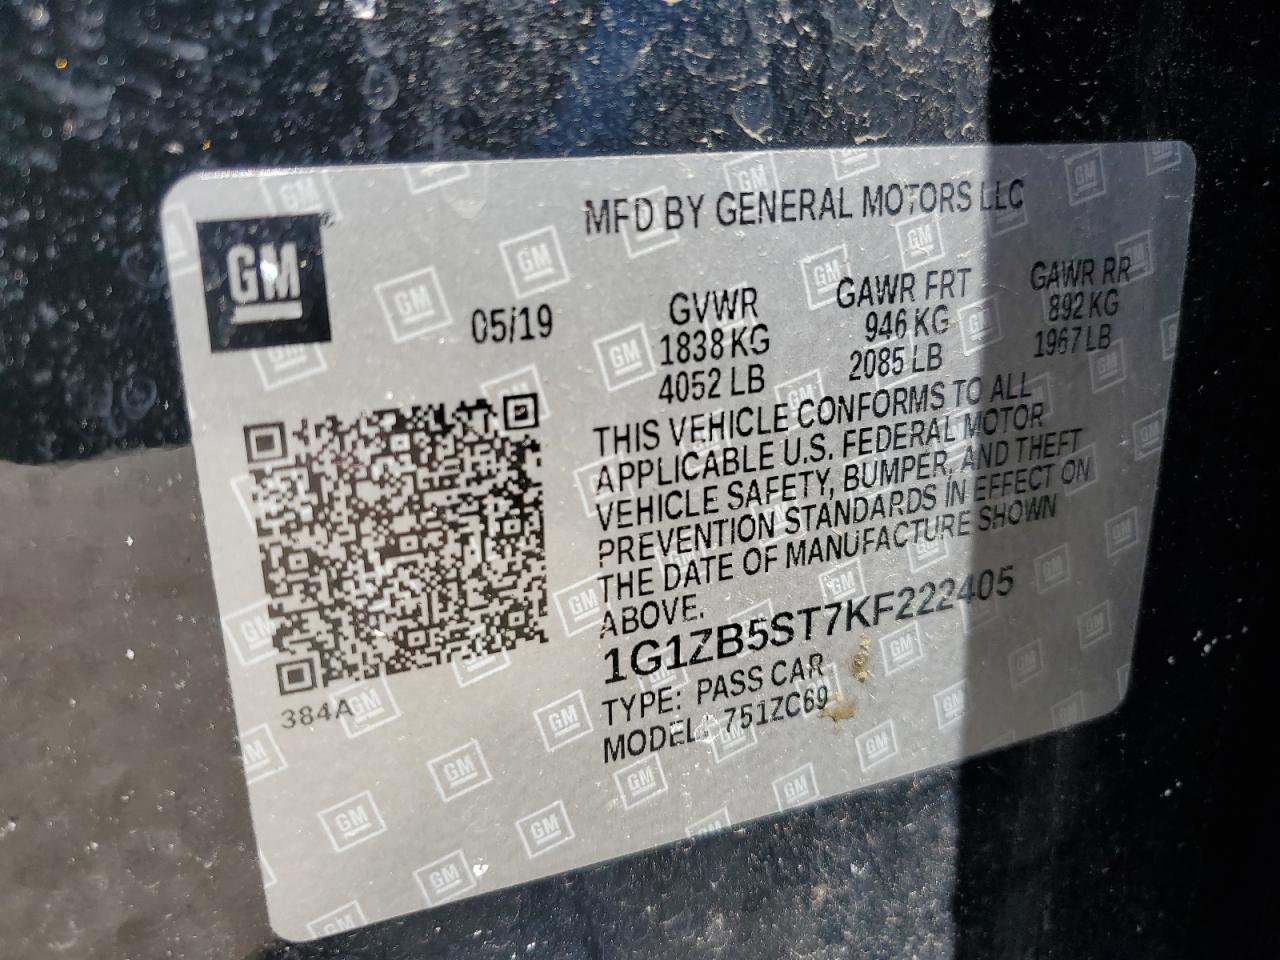 MFD BY GENERAL MOTORS LLC
GM
05/19
GVWR
1838 KG
4052 LB
GAWR FRT
946 KG
2085 LB
GAWR RR
892 KG
1967 LB
THIS VEHICLE CONFORMS TO ALL
APPLICABLE U.S. FEDERAL MOTOR
VEHICLE SAFETY, BUMPER, AND THEFT
PREVENTION STANDARDS IN EFFECT ON
THE DATE OF MANUFACTURE SHOWN
ABOVE.
1G1ZB5ST7KF222405
TYPE: PASS CAR
MODEL: 751ZC69
384A